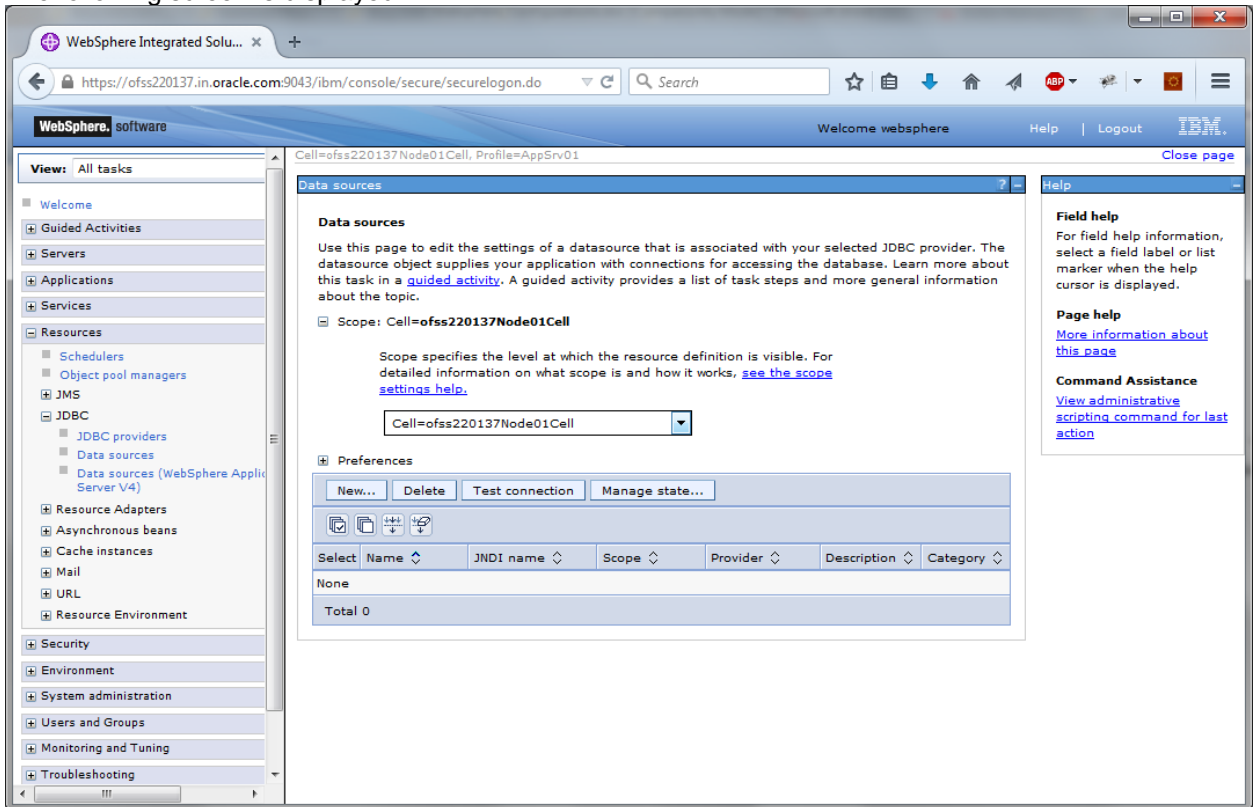 WebSphere Integrated Solu... ×
+
https://ofss220137.in.oracle.com:9043/ibm/console/secure/securelogon.do
Search
ABP
WebSphere. software
Welcome websphere
Help | Logout
IBM.
View: All tasks
Welcome
Guided Activities
Servers
Applications
Services
Resources
Schedulers
Object pool managers
JMS
JDBC
JDBC providers
Data sources
Data sources (WebSphere Applic
Server V4)
Resource Adapters
Asynchronous beans
Cache instances
Mail
URL
Resource Environment
Security
Environment
System administration
Users and Groups
Monitoring and Tuning
Troubleshooting
Cell=ofss220137Node01Cell, Profile=AppSrv01
Close page
Data sources
? -
Data sources
Use this page to edit the settings of a datasource that is associated with your selected JDBC provider. The
datasource object supplies your application with connections for accessing the database. Learn more about
this task in a guided activity. A guided activity provides a list of task steps and more general information
about the topic.
Scope: Cell=ofss220137Node01Cell
Scope specifies the level at which the resource definition is visible. For
detailed information on what scope is and how it works, see the scope
settings help.
Cell=ofss220137Node01Cell
Preferences
New... Delete Test connection Manage state...
Select Name JNDI name Scope Provider Description Category
None
Total 0
Help
Field help
For field help information,
select a field label or list
marker when the help
cursor is displayed.
Page help
More information about
this page
Command Assistance
View administrative
scripting command for last
action